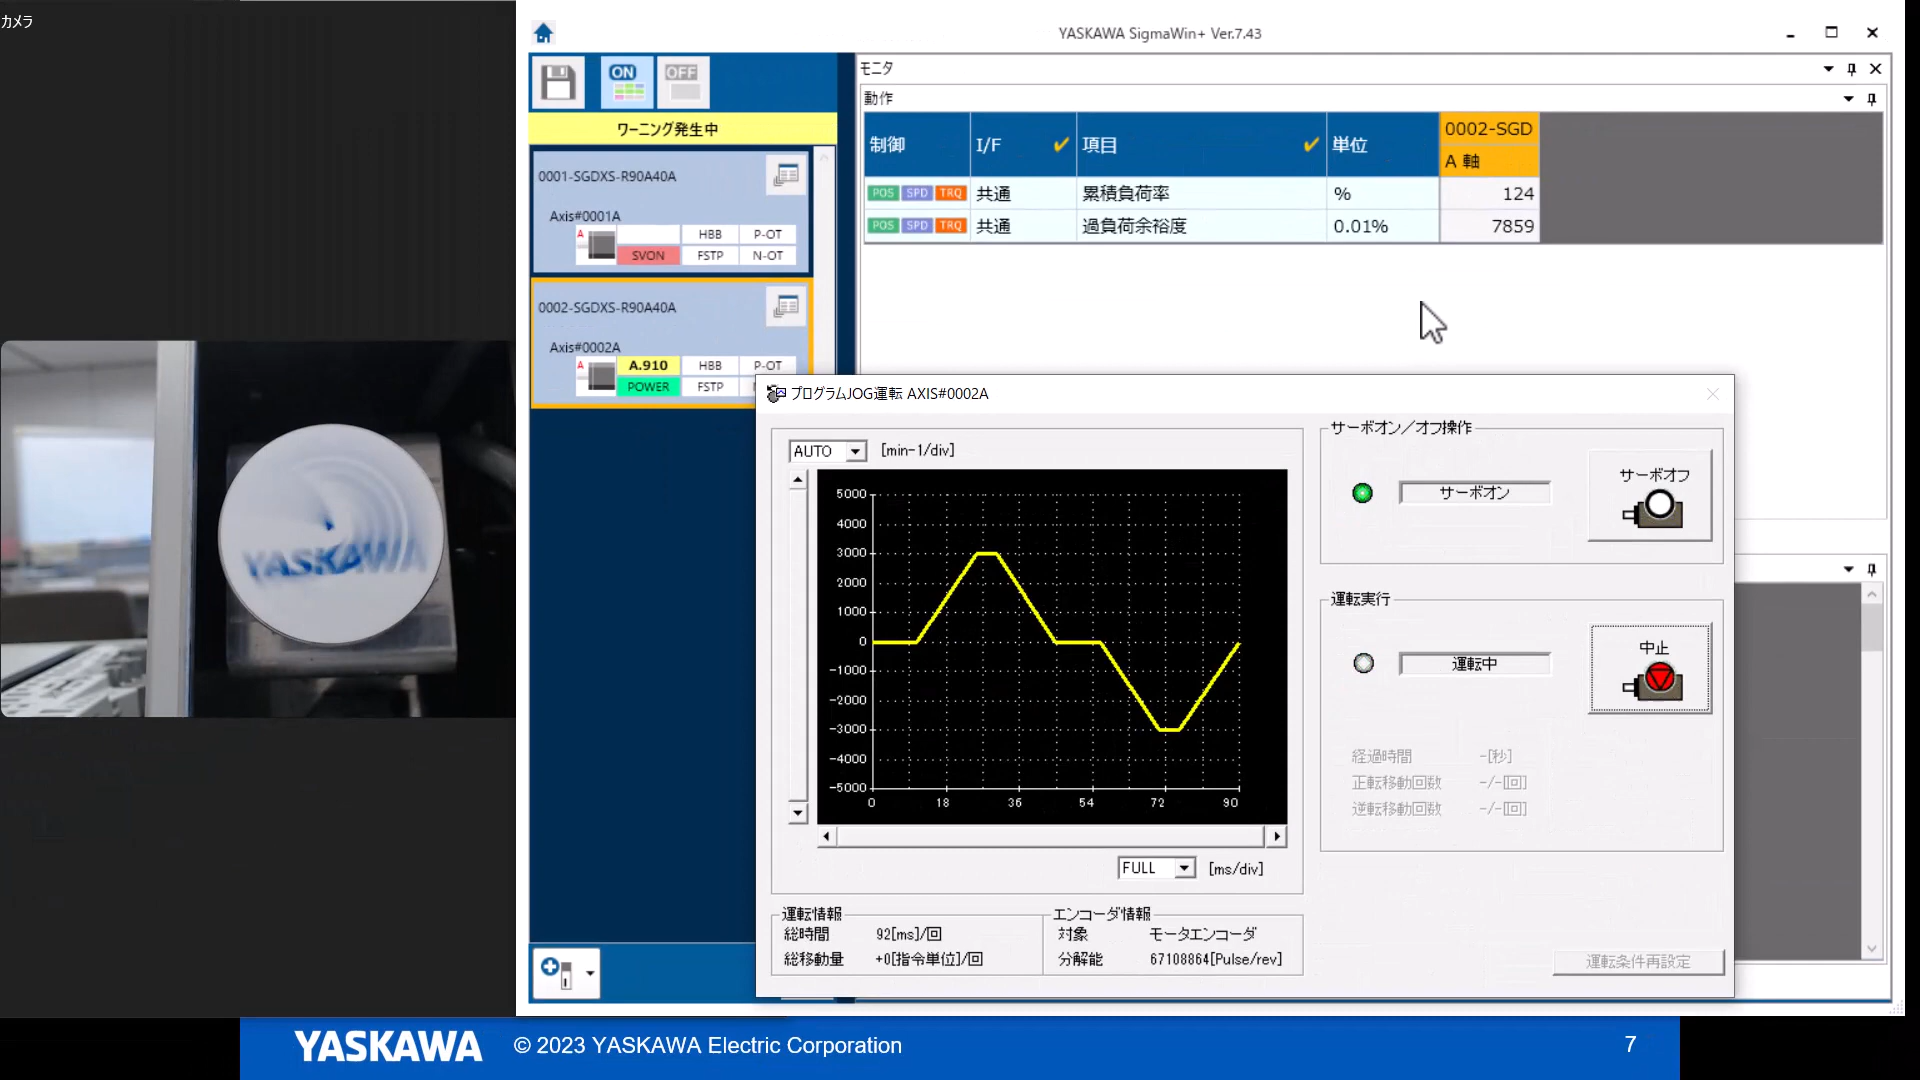 カメラ
YASKAWA
YASKAWA SigmaWin+ Ver.7.43
ON
OFF
ワーニング発生中
0001-SGDXS-R90A40A
Axis#0001A
A
HBB
P-OT
SVON
FSTP
N-OT
0002-SGDXS-R90A40A
Axis#0002A
A
A.910
HBB
P-OT
POWER
FSTP
モニタ
動作
制御
I/F
項目
単位
0002-SGD
A 軸
POS SPD TRQ 共通 累積負荷率 % 124
POS SPD TRQ 共通 過負荷余裕度 0.01% 7859
プログラムJOG運転 AXIS#0002A
AUTO
[min-1/div]
5000
4000
3000
2000
1000
0
-1000
-2000
-3000
-4000
-5000
0 18 36 54 72 90
FULL
[ms/div]
運転情報
総時間 92[ms]/回
総移動量 +0[指令単位]/回
エンコーダ情報
対象 モータエンコーダ
分解能 67108864[Pulse/rev]
サーボオン/オフ操作
サーボオン
サーボオフ
運転実行
運転中
中止
経過時間 -[秒]
正転移動回数 -/-[回]
逆転移動回数 -/-[回]
運転条件再設定
YASKAWA © 2023 YASKAWA Electric Corporation
7